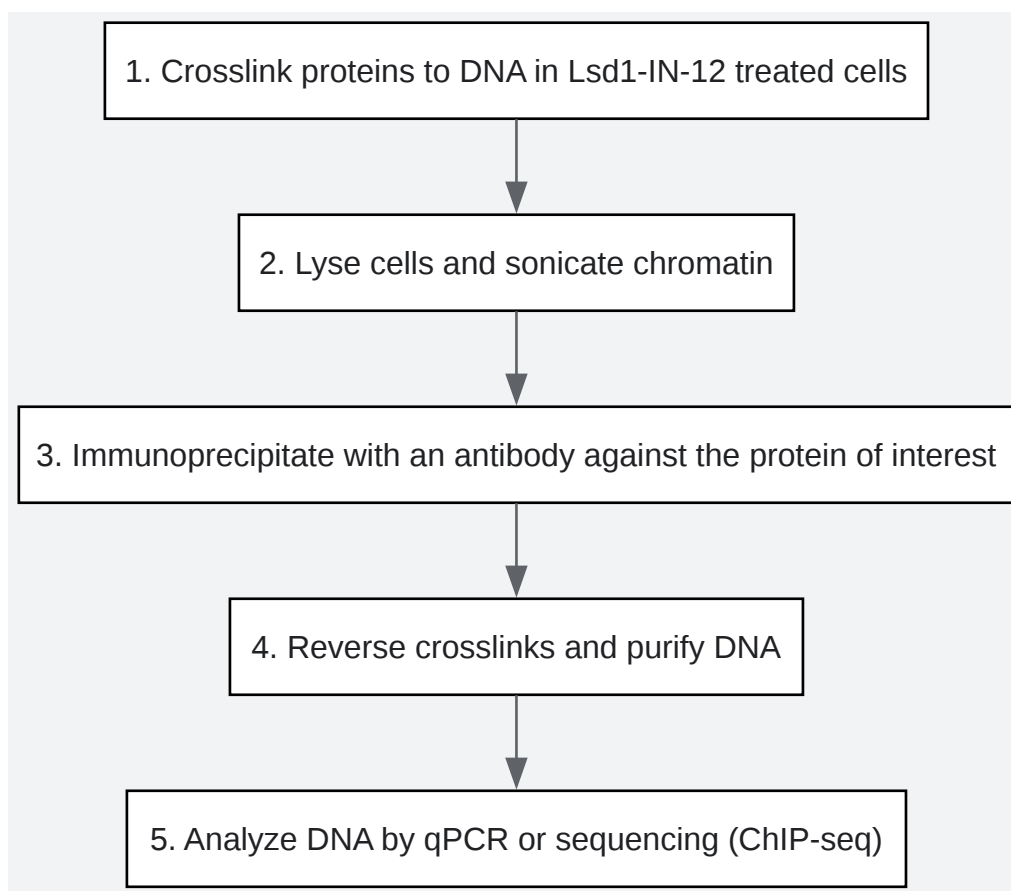 1. Crosslink proteins to DNA in Lsd1-IN-12 treated cells
2. Lyse cells and sonicate chromatin
3. Immunoprecipitate with an antibody against the protein of interest
4. Reverse crosslinks and purify DNA
5. Analyze DNA by qPCR or sequencing (ChIP-seq)